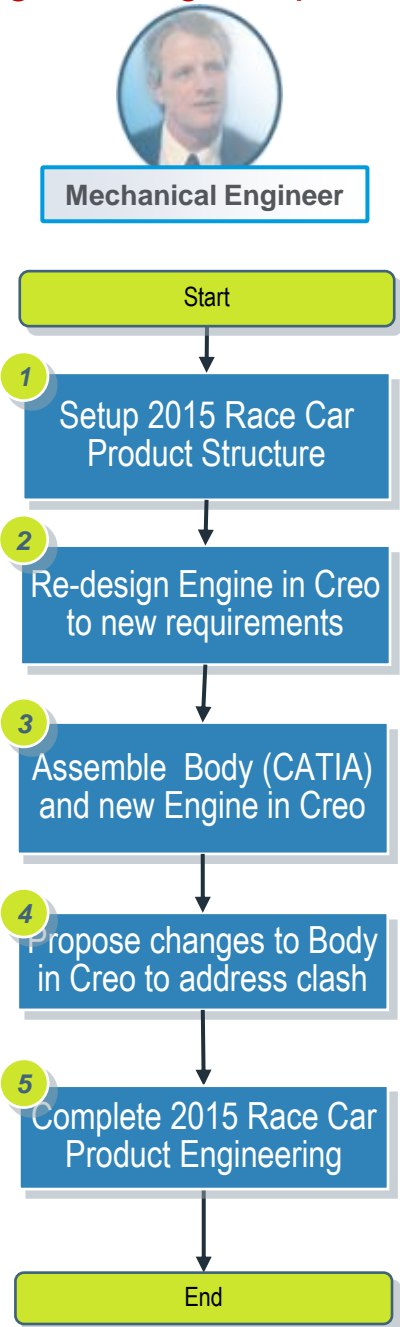 Mechanical Engineer
Start
1
Setup 2015 Race Car
Product Structure
2
Re-design Engine in Creo
to new requirements
3
Assemble Body (CATIA)
and new Engine in Creo
4
Propose changes to Body
in Creo to address clash
5
Complete 2015 Race Car
Product Engineering
End